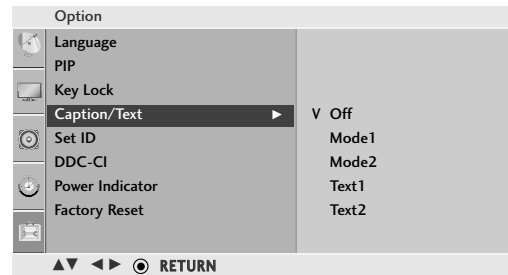 Option
Language
PIP
Key Lock
Caption/Text ►
Set ID
DDC-CI
Power Indicator
Factory Reset
V Off
Mode1
Mode2
Text1
Text2
▲▼ ◄► RETURN